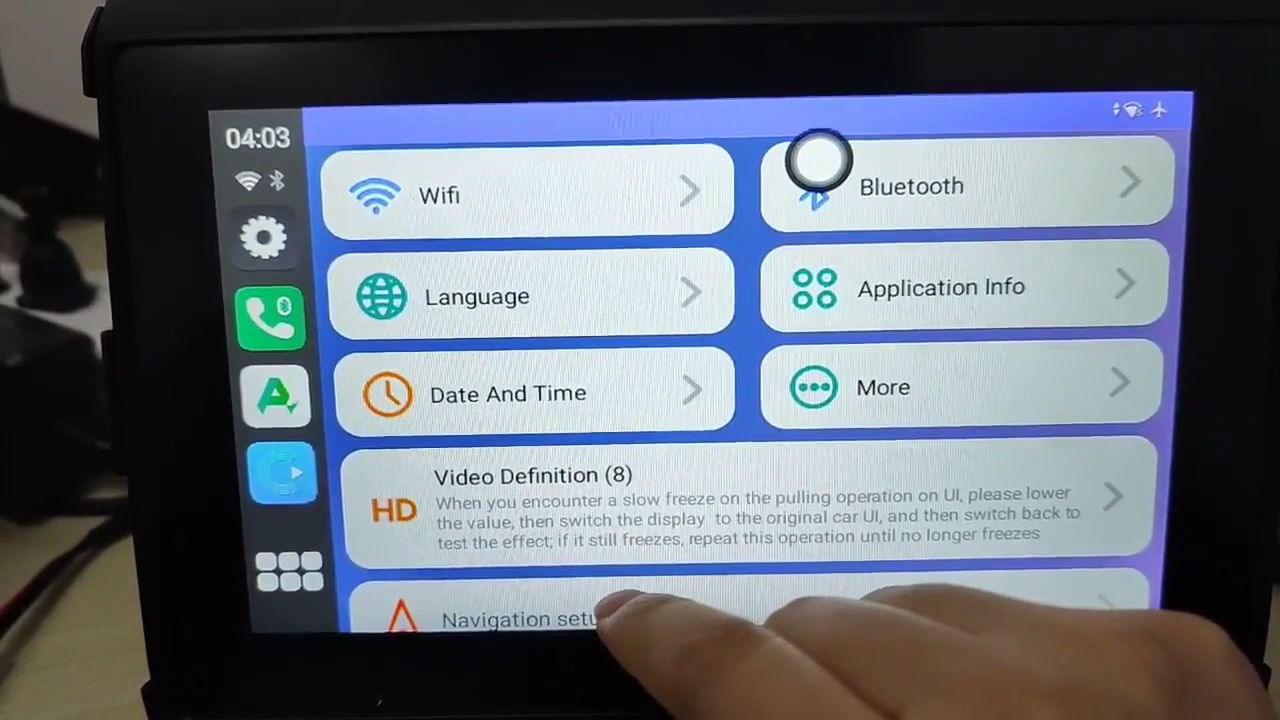 04:03
Wifi
Bluetooth
Language
Application Info
Date And Time
More
HD
Video Definition (8)
When you encounter a slow freeze on the pulling operation on UI, please lower
the value, then switch the display to the original car UI, and then switch back to
test the effect; if it still freezes, repeat this operation until no longer freezes
Navigation setu